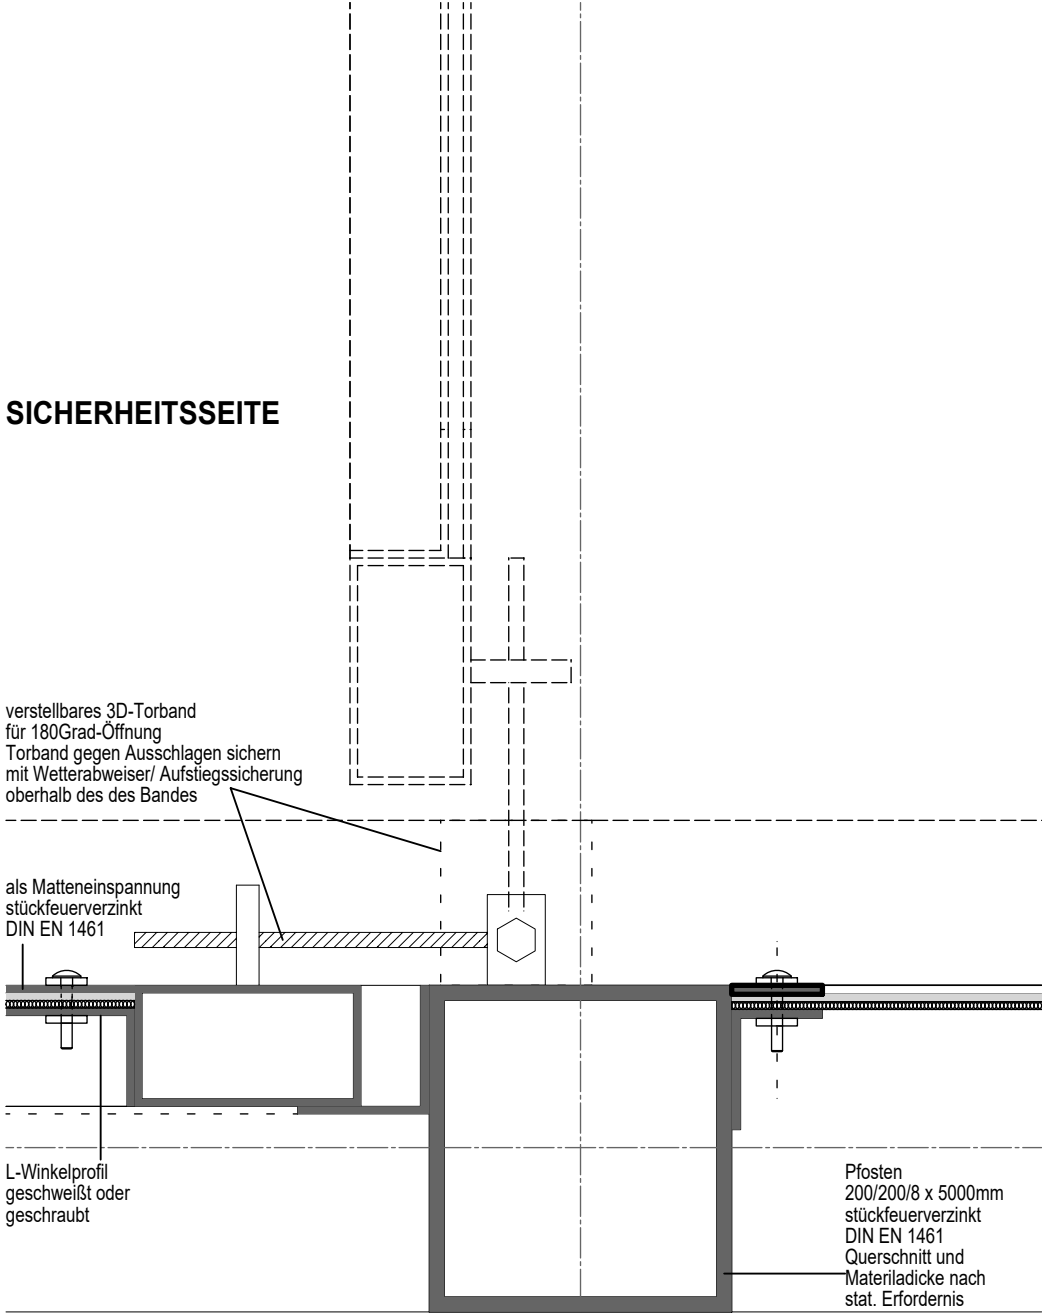 SICHERHEITSSEITE
verstellbares 3D-Torband
für 180Grad-Öffnung
Torband gegen Ausschlagen sichern
mit Wetterabweiser/ Aufstiegssicherung
oberhalb des des Bandes
als Matteneinspannung
stückfeuerverzinkt
DIN EN 1461
L-Winkelprofil
geschweißt oder
geschraubt
Pfosten
200/200/8 x 5000mm
stückfeuerverzinkt
DIN EN 1461
Querschnitt und
Materiladicke nach
stat. Erfordernis